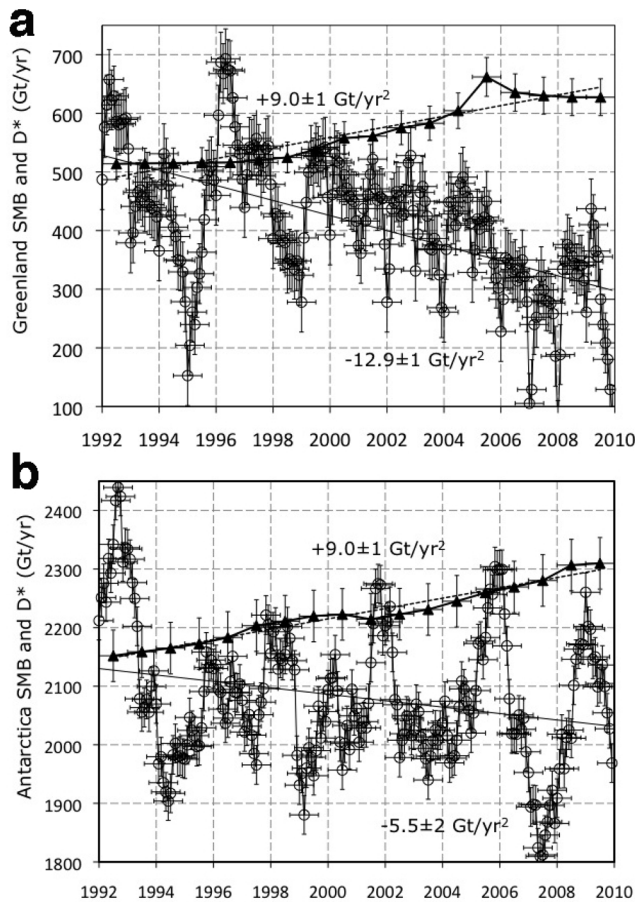 a
Greenland SMB and D* (Gt/yr)
700
600
500
400
300
200
100
+9.0±1 Gt/yr²
-12.9±1 Gt/yr²
1992 1994 1996 1998 2000 2002 2004 2006 2008 2010
b
Antarctica SMB and D* (Gt/yr)
2400
2300
2200
2100
2000
1900
1800
+9.0±1 Gt/yr²
-5.5±2 Gt/yr²
1992 1994 1996 1998 2000 2002 2004 2006 2008 2010